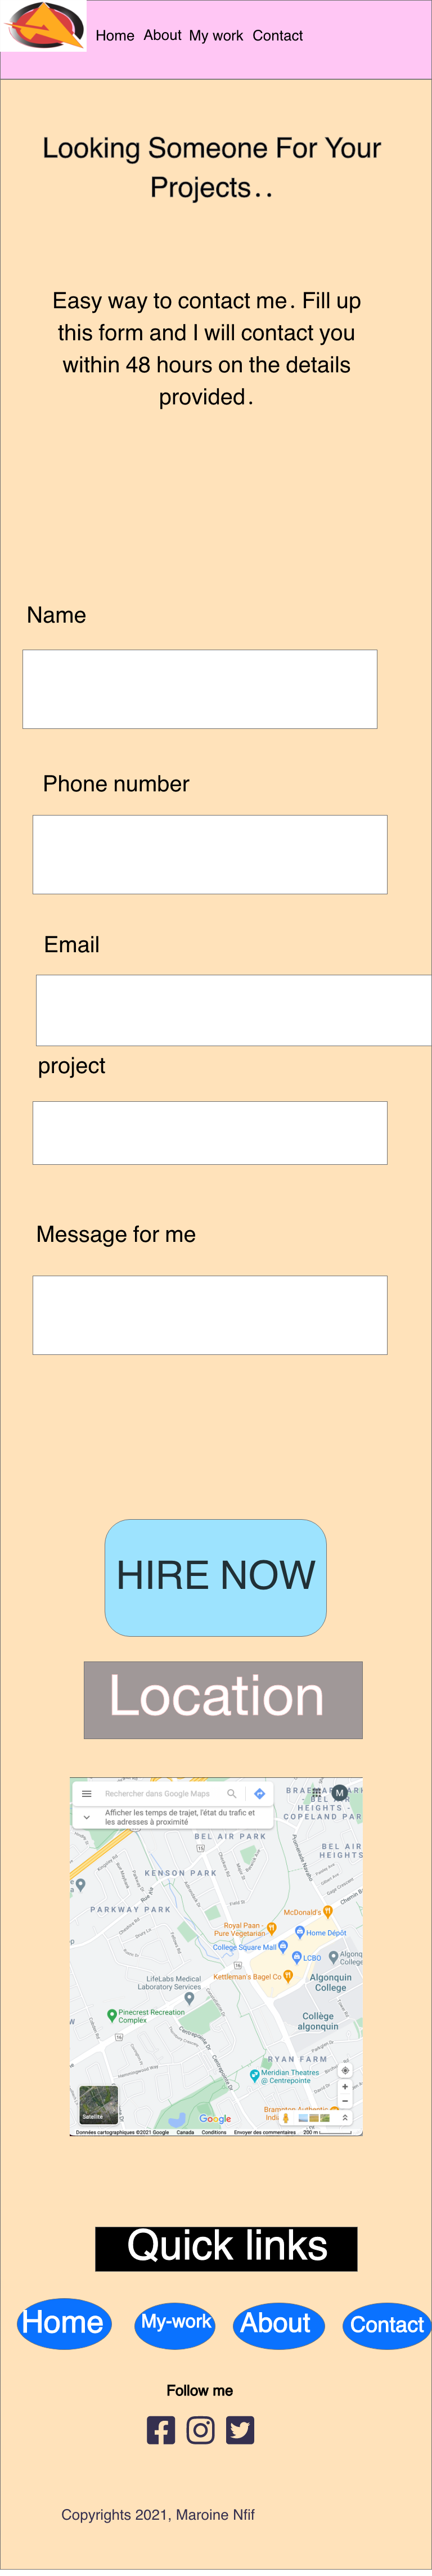 Home About My work Contact
Looking Someone For Your
Projects..
Easy way to contact me. Fill up
this form and I will contact you
within 48 hours on the details
provided.
Name
Phone number
Email
project
Message for me
HIRE NOW
Location
Rechercher dans Google Maps
M
Afficher les temps de trajet, l'état du trafic et
les adresses à proximité
HEIGHTS -
COPELAND PAR
BEL AIR PARK
BEL AIR
HEIGHTS
KENSON PARK
PARKWAY PARK
McDonald's
Royal Paan -
Pure Vegetarian
Home Dépôt
College Square Mall
LCBO
Algonq
College
Kettleman's Bagel Co
LifeLabs Medical
Laboratory Services
Algonquin
College
Pinecrest Recreation
Complex
Collège
algonquin
RYAN FARM
Meridian Theatres
@ Centrepointe
Centrepointe Dr
Satellite
Google
Données cartographiques ©2021 Google Canada Conditions Envoyer des commentaires 200 m
Quick links
Home My-work About Contact
Follow me
Copyrights 2021, Maroine Nfif